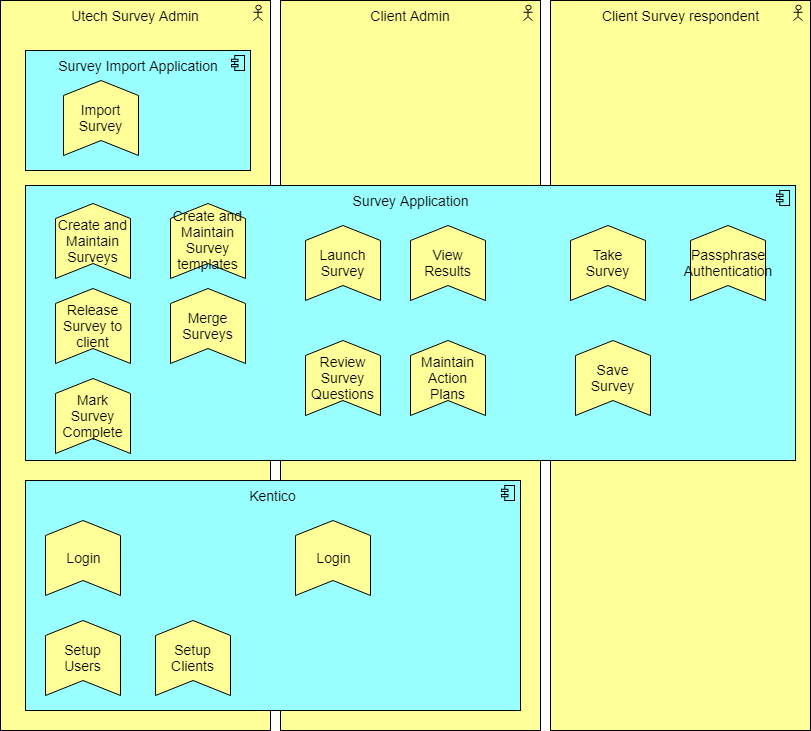 Utech Survey Admin
Client Admin
Client Survey respondent
Survey Import Application
Import
Survey
Survey Application
Create and
Maintain
Surveys
Create and
Maintain
Survey
templates
Launch
Survey
View
Results
Take
Survey
Passphrase
Authentication
Release
Survey to
client
Merge
Surveys
Review
Survey
Questions
Maintain
Action
Plans
Save
Survey
Mark
Survey
Complete
Kentico
Login
Login
Setup
Users
Setup
Clients